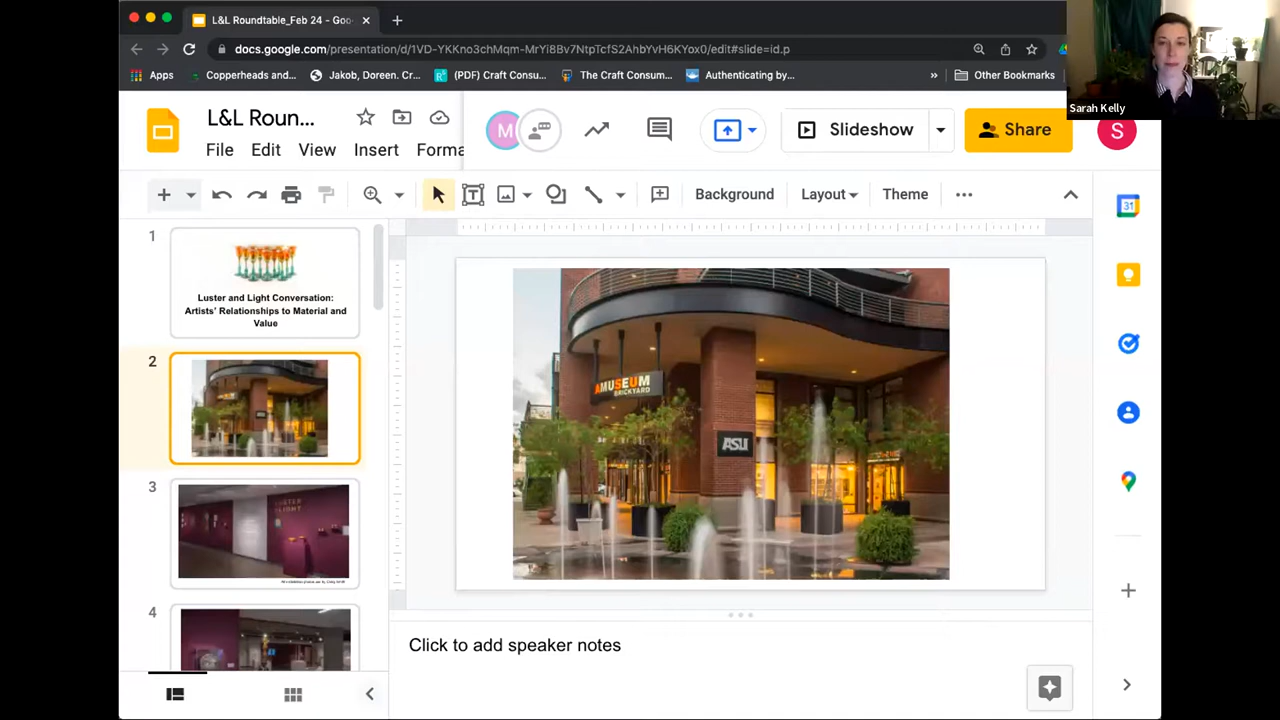 L&L Roundtable_Feb 24 - Goo
docs.google.com/presentation/d/1VD-YKKno3chMqm-MrYi8Bv7NtpTcfS2AhbYvH6KYox0/edit#slide=id.p
Apps
Copperheads and...
Jakob, Doreen. Cr...
(PDF) Craft Consu...
The Craft Consum...
Authenticating by...
»
Other Bookmarks
Sarah Kelly
L&L Roun...
M
Slideshow
Share
S
File Edit View Insert Forma
Background
Layout
Theme
31
1
Luster and Light Conversation:
Artists' Relationships to Material and
Value
2
3
LUSTER
LIGHT
4
AMUSEUM
BRICKYARD
ASU
Click to add speaker notes